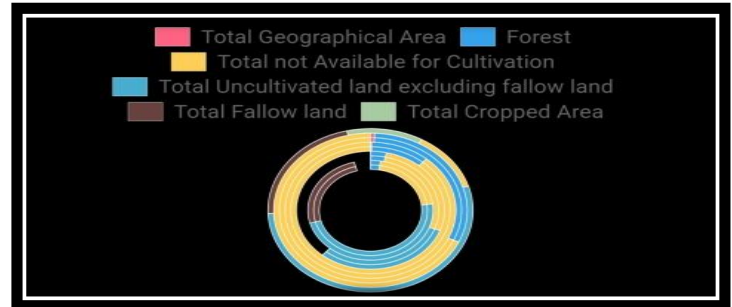 Total Geographical Area Forest
Total not Available for Cultivation
Total Uncultivated land excluding fallow land
Total Fallow land Total Cropped Area